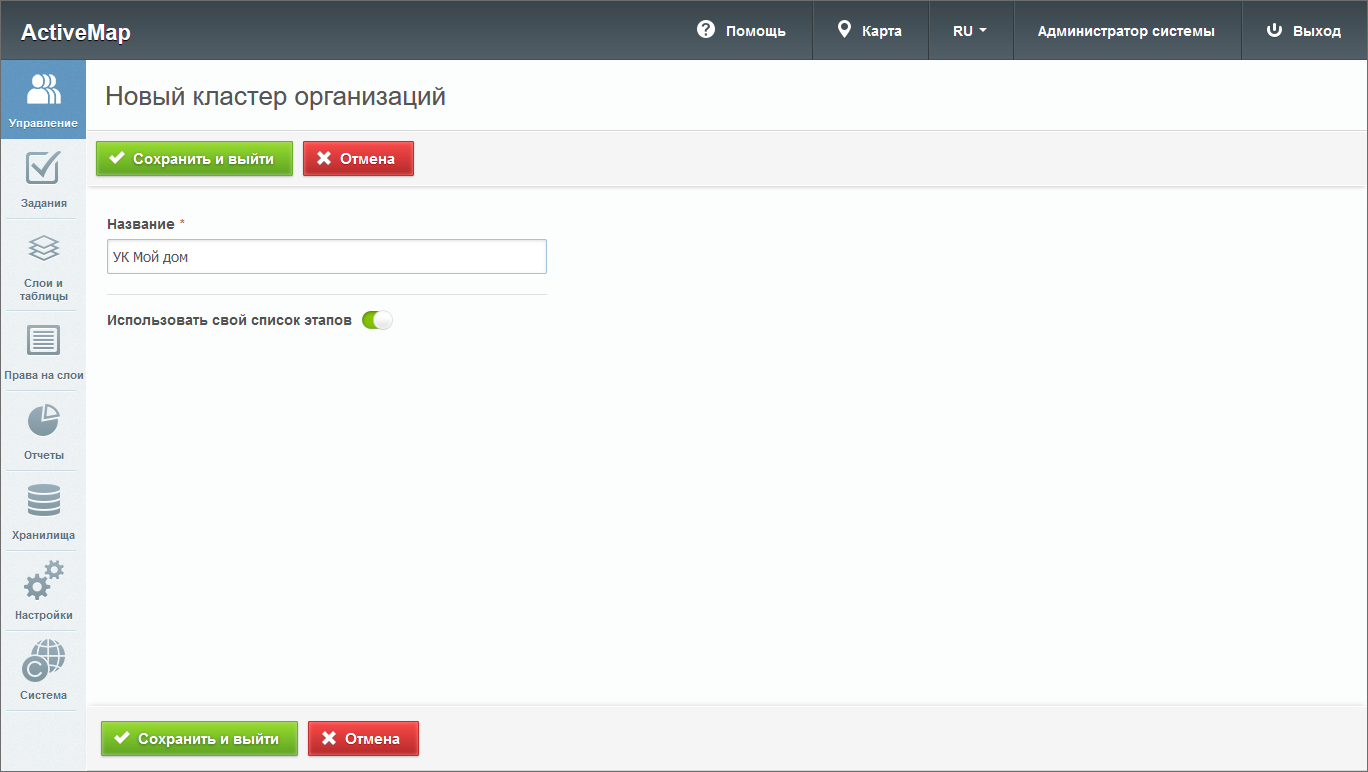 ActiveMap
Помощь
Карта
RU
Администратор системы
Выход
Управление
Задания
Слои и
таблицы
Права на слои
Отчеты
Хранилища
Настройки
Система
Новый кластер организаций
Сохранить и выйти
Отмена
Название *
УК Мой дом
Использовать свой список этапов
Сохранить и выйти
Отмена